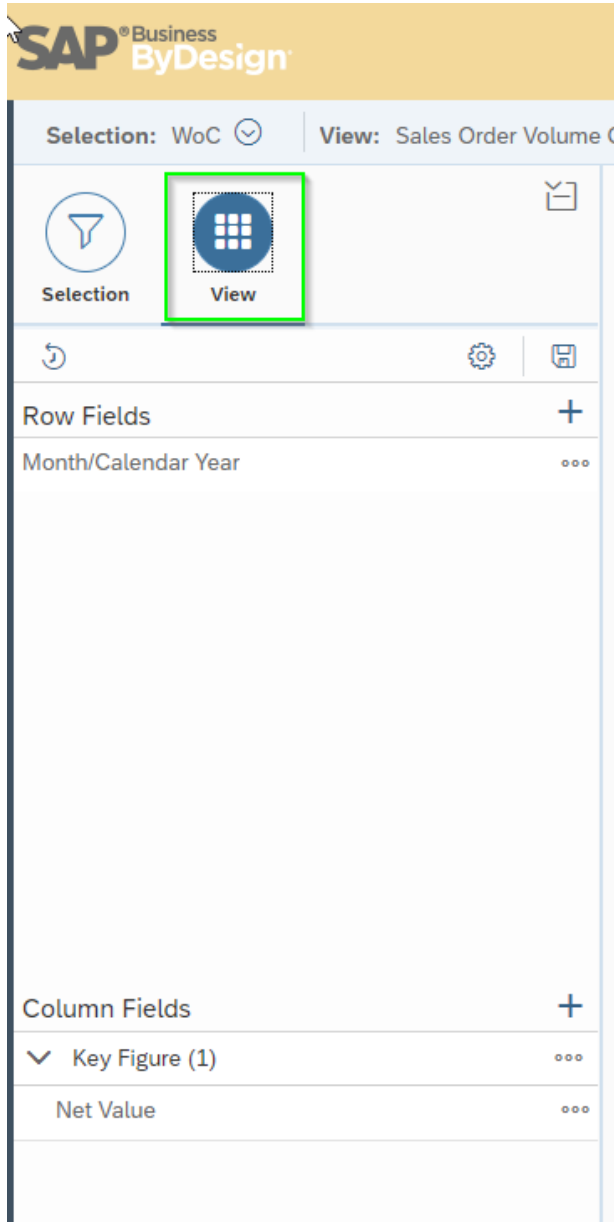 SAP® Business
ByDesign
Selection: WoC View: Sales Order Volume
Selection View
Row Fields
Month/Calendar Year
Column Fields
Key Figure (1)
Net Value